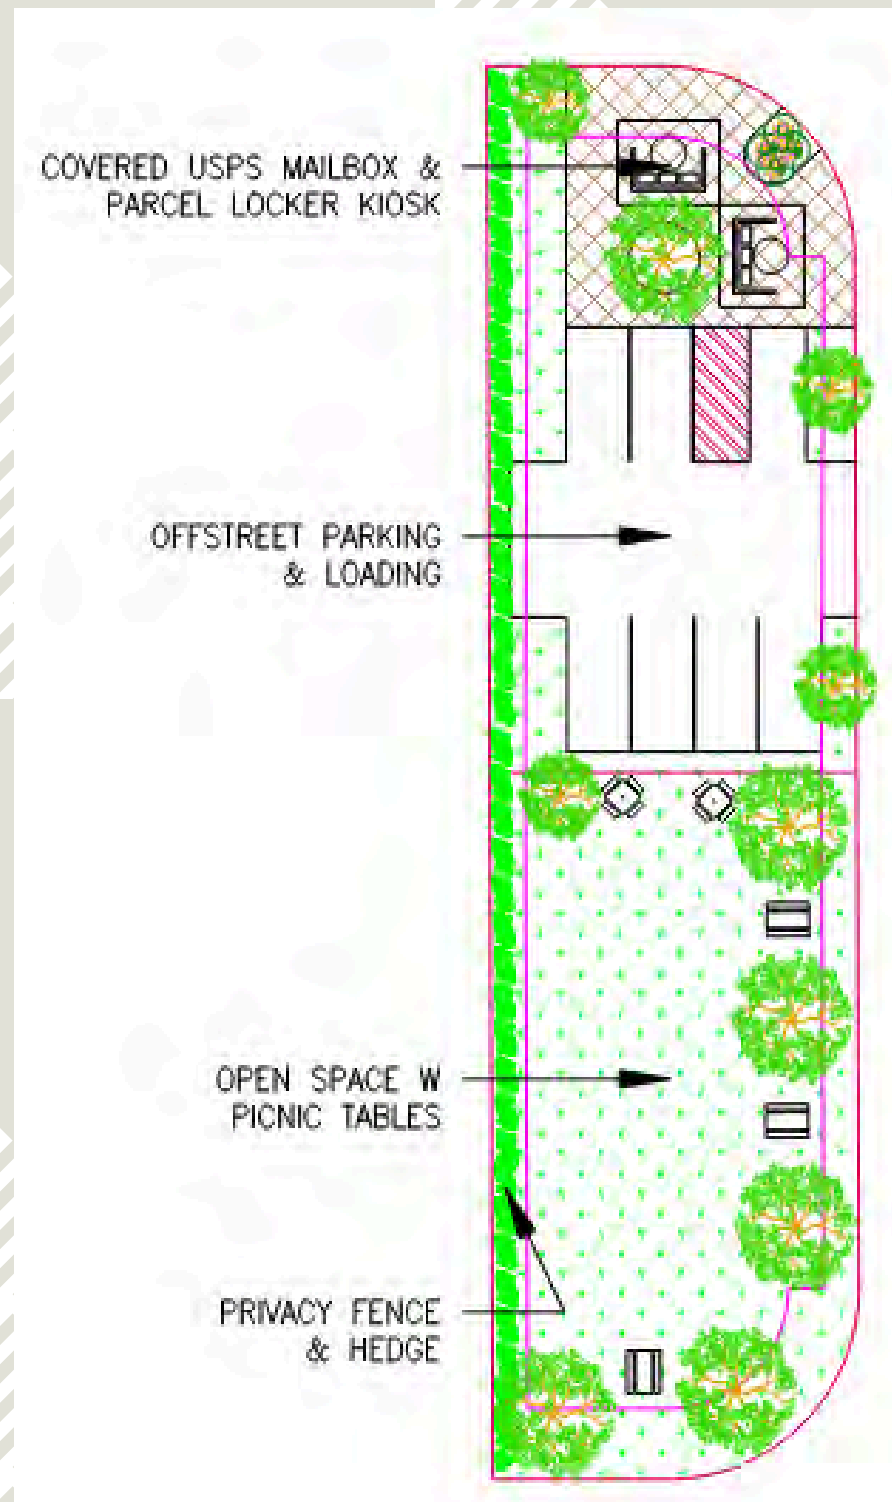 COVERED USPS MAILBOX &
PARCEL LOCKER KIOSK
OFFSTREET PARKING
& LOADING
OPEN SPACE W
PICNIC TABLES
PRIVACY FENCE
& HEDGE